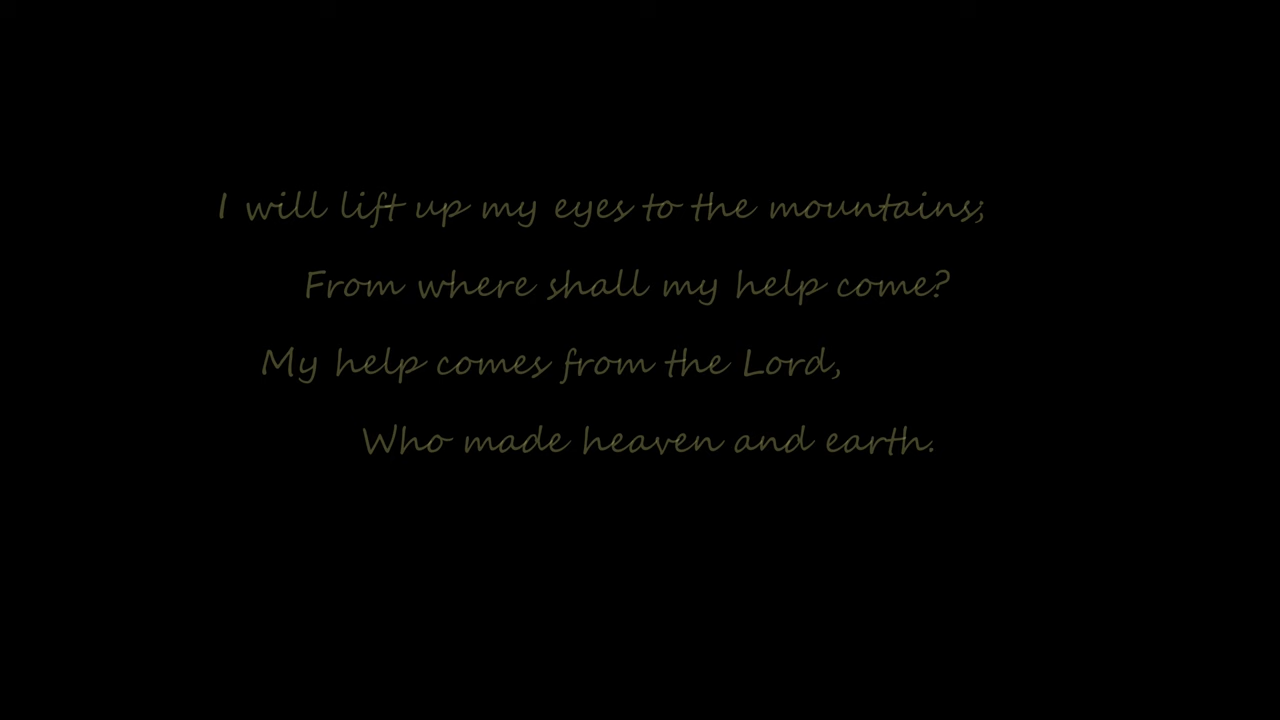 I will lift up my eyes to the mountains;
From where shall my help come?
My help comes from the Lord,
Who made heaven and earth.